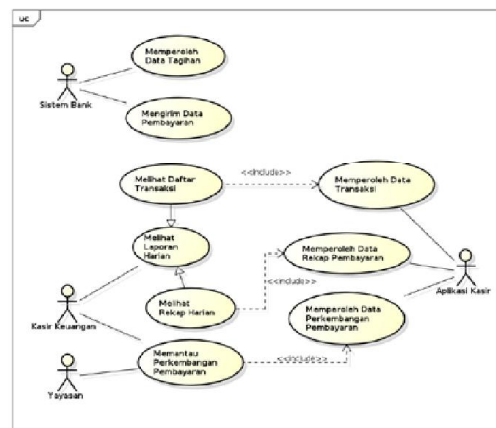 uc
Memperoleh
Data Tagihan
Sistem Bank
Mengirim Data
Pembayaran
Melihat Daftar
Transaksi
<<include>>
Memperoleh Data
Transaksi
Melihat
Laporan
Harian
Memperoleh Data
Rekap Pembayaran
Aplikasi Kasir
<<include>>
Melihat
Rekap Harian
Memperoleh Data
Perkembangan
Pembayaran
Kasir Keuangan
Memantau
Perkembangan
Pembayaran
<<include>>
Yayasan